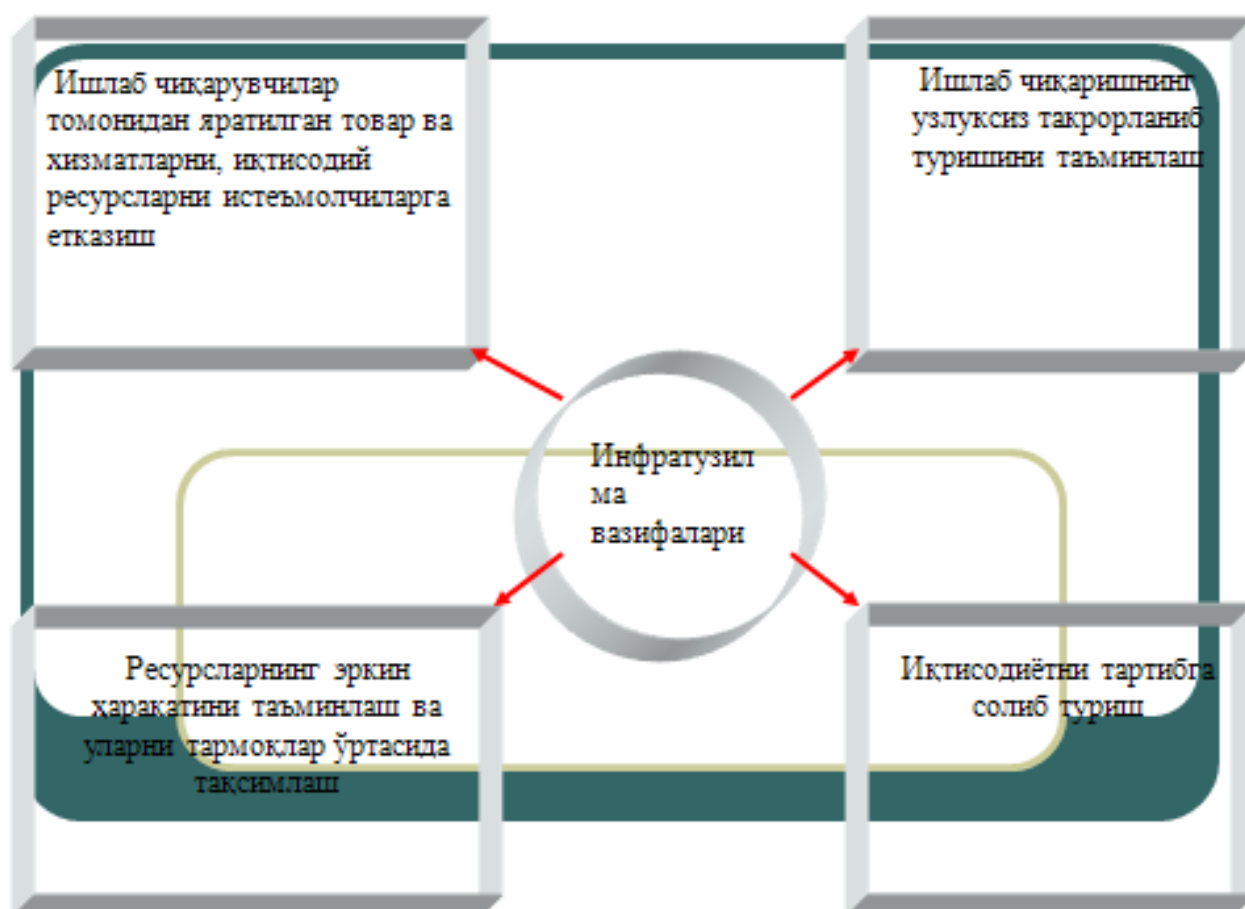 Ишлаб чиқарувчилар
томонидан яратилган товар ва
хизматларни, иқтисодий
ресурсларни истеъмолчиларга
етказиш
Ишлаб чиқаришнинг
узлуксиз такрорланиб
туришини таъминлаш
Инфратузил
ма
вазифалари
Ресурсларнинг эркин
ҳаракатини таъминлаш ва
уларни тармоқлар ўртасида
тақсимлаш
Иқтисодиётни тартибга
солиб туриш